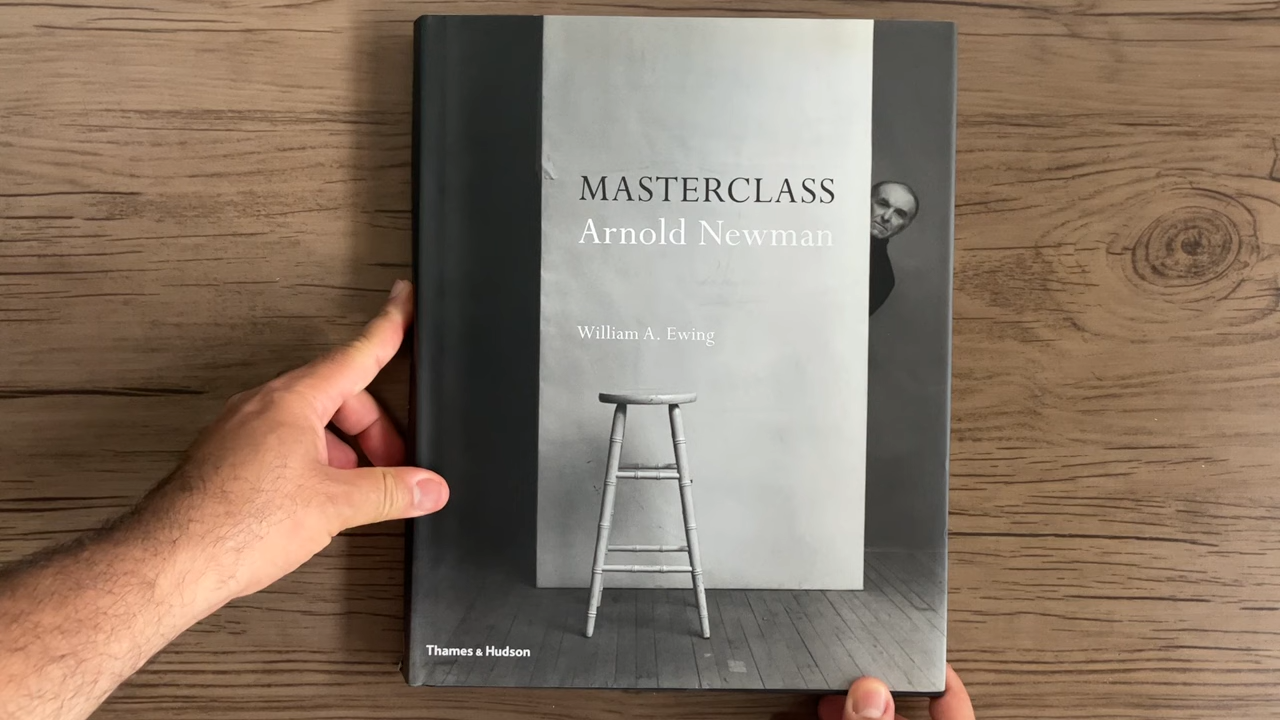 MASTERCLASS
Arnold Newman
William A. Ewing
Thames & Hudson